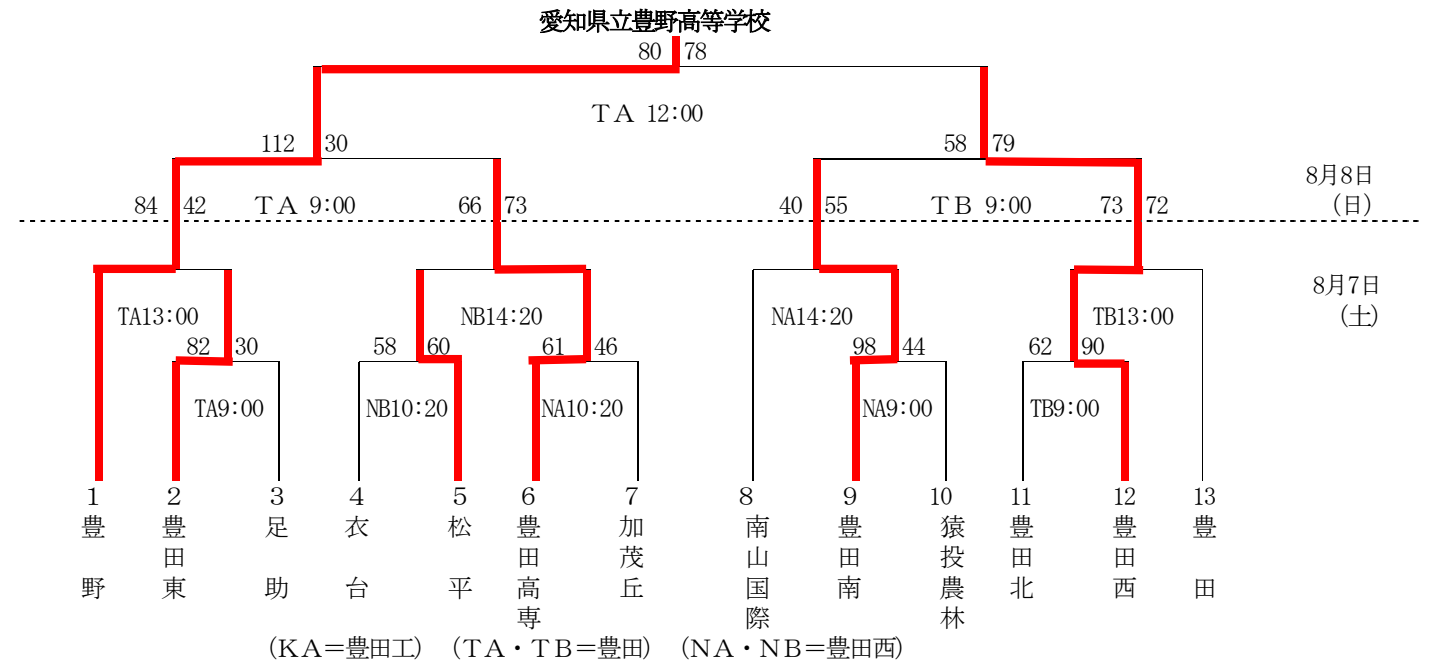 愛知県立豊野高等学校
80 78
ＴＡ 12:00
112 30
58 79
8月8日
(日)
84 42 ＴＡ 9:00 66 73
40 55 ＴＢ 9:00 73 72
8月7日
(土)
TA13:00 NB14:20 NA14:20 TB13:00
82 30 58 60 61 46 98 44 62 90
TA9:00 NB10:20 NA10:20 NA9:00 TB9:00
1 2 3 4 5 6 7 8 9 10 11 12 13
豊野
豊田東
足助
衣台
松平
豊田高専
加茂丘
南山国際
豊田南
猿投農林
豊田北
豊田西
豊田
(ＫＡ＝豊田工) (ＴＡ・ＴＢ＝豊田) (ＮＡ・ＮＢ＝豊田西)